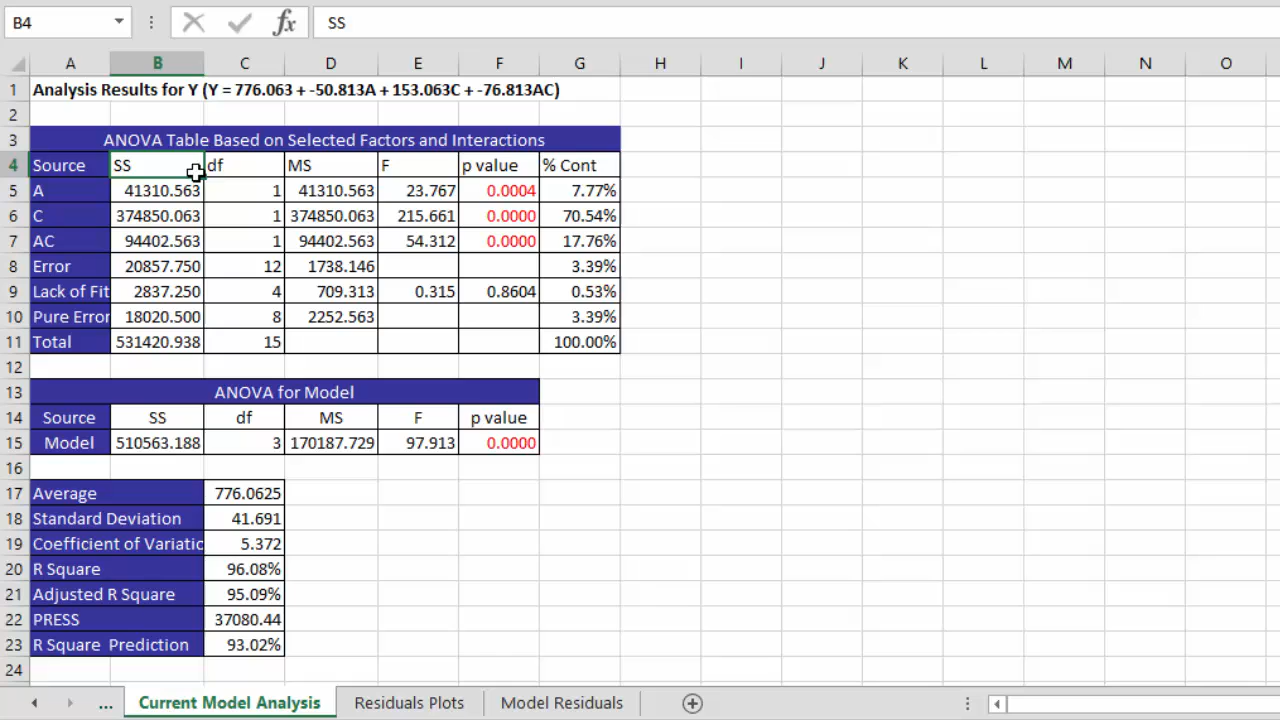 B4 fx SS
A B C D E F G H I J K L M N O
1 Analysis Results for Y (Y = 776.063 + -50.813A + 153.063C + -76.813AC)
2
3 ANOVA Table Based on Selected Factors and Interactions
4 Source SS df MS F p value % Cont
5 A 41310.563 1 41310.563 23.767 0.0004 7.77%
6 C 374850.063 1 374850.063 215.661 0.0000 70.54%
7 AC 94402.563 1 94402.563 54.312 0.0000 17.76%
8 Error 20857.750 12 1738.146 3.39%
9 Lack of Fit 2837.250 4 709.313 0.315 0.8604 0.53%
10 Pure Error 18020.500 8 2252.563 3.39%
11 Total 531420.938 15 100.00%
12
13 ANOVA for Model
14 Source SS df MS F p value
15 Model 510563.188 3 170187.729 97.913 0.0000
16
17 Average 776.0625
18 Standard Deviation 41.691
19 Coefficient of Variatic 5.372
20 R Square 96.08%
21 Adjusted R Square 95.09%
22 PRESS 37080.44
23 R Square Prediction 93.02%
24
... Current Model Analysis Residuals Plots Model Residuals